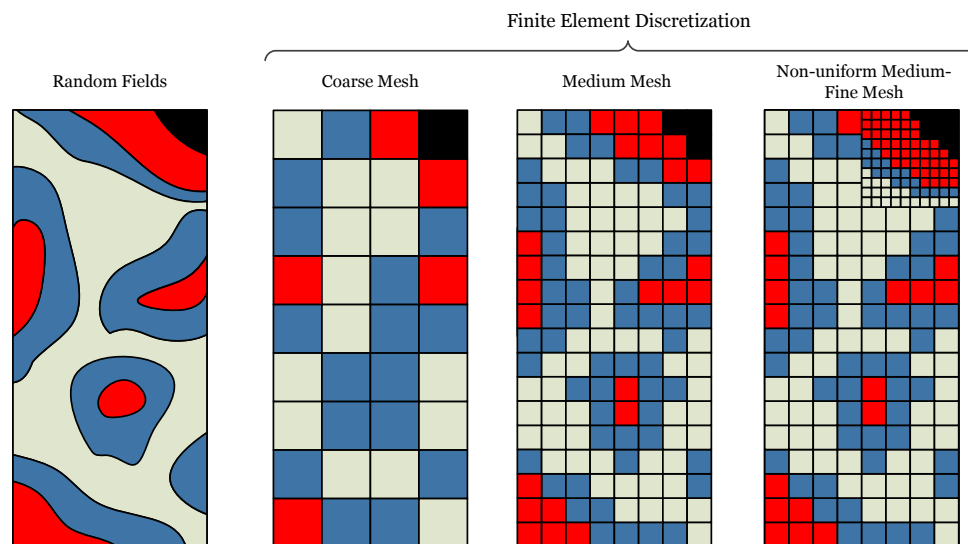 Finite Element Discretization
Random Fields
Coarse Mesh
Medium Mesh
Non-uniform Medium-
Fine Mesh